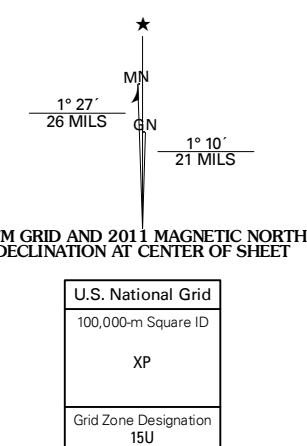 MN
1° 27´
26 MILS
GN
1° 10´
21 MILS
M GRID AND 2011 MAGNETIC NORTH
DECLINATION AT CENTER OF SHEET
U.S. National Grid
100,000-m Square ID
XP
Grid Zone Designation
15U